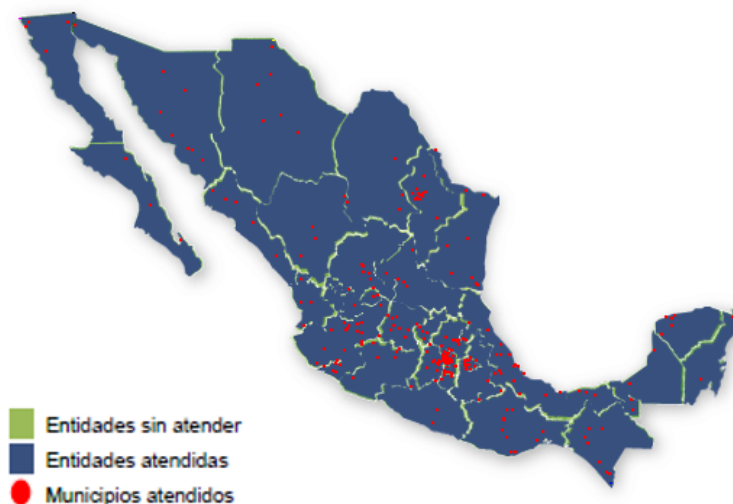 Entidades sin atender
Entidades atendidas
Municipios atendidos